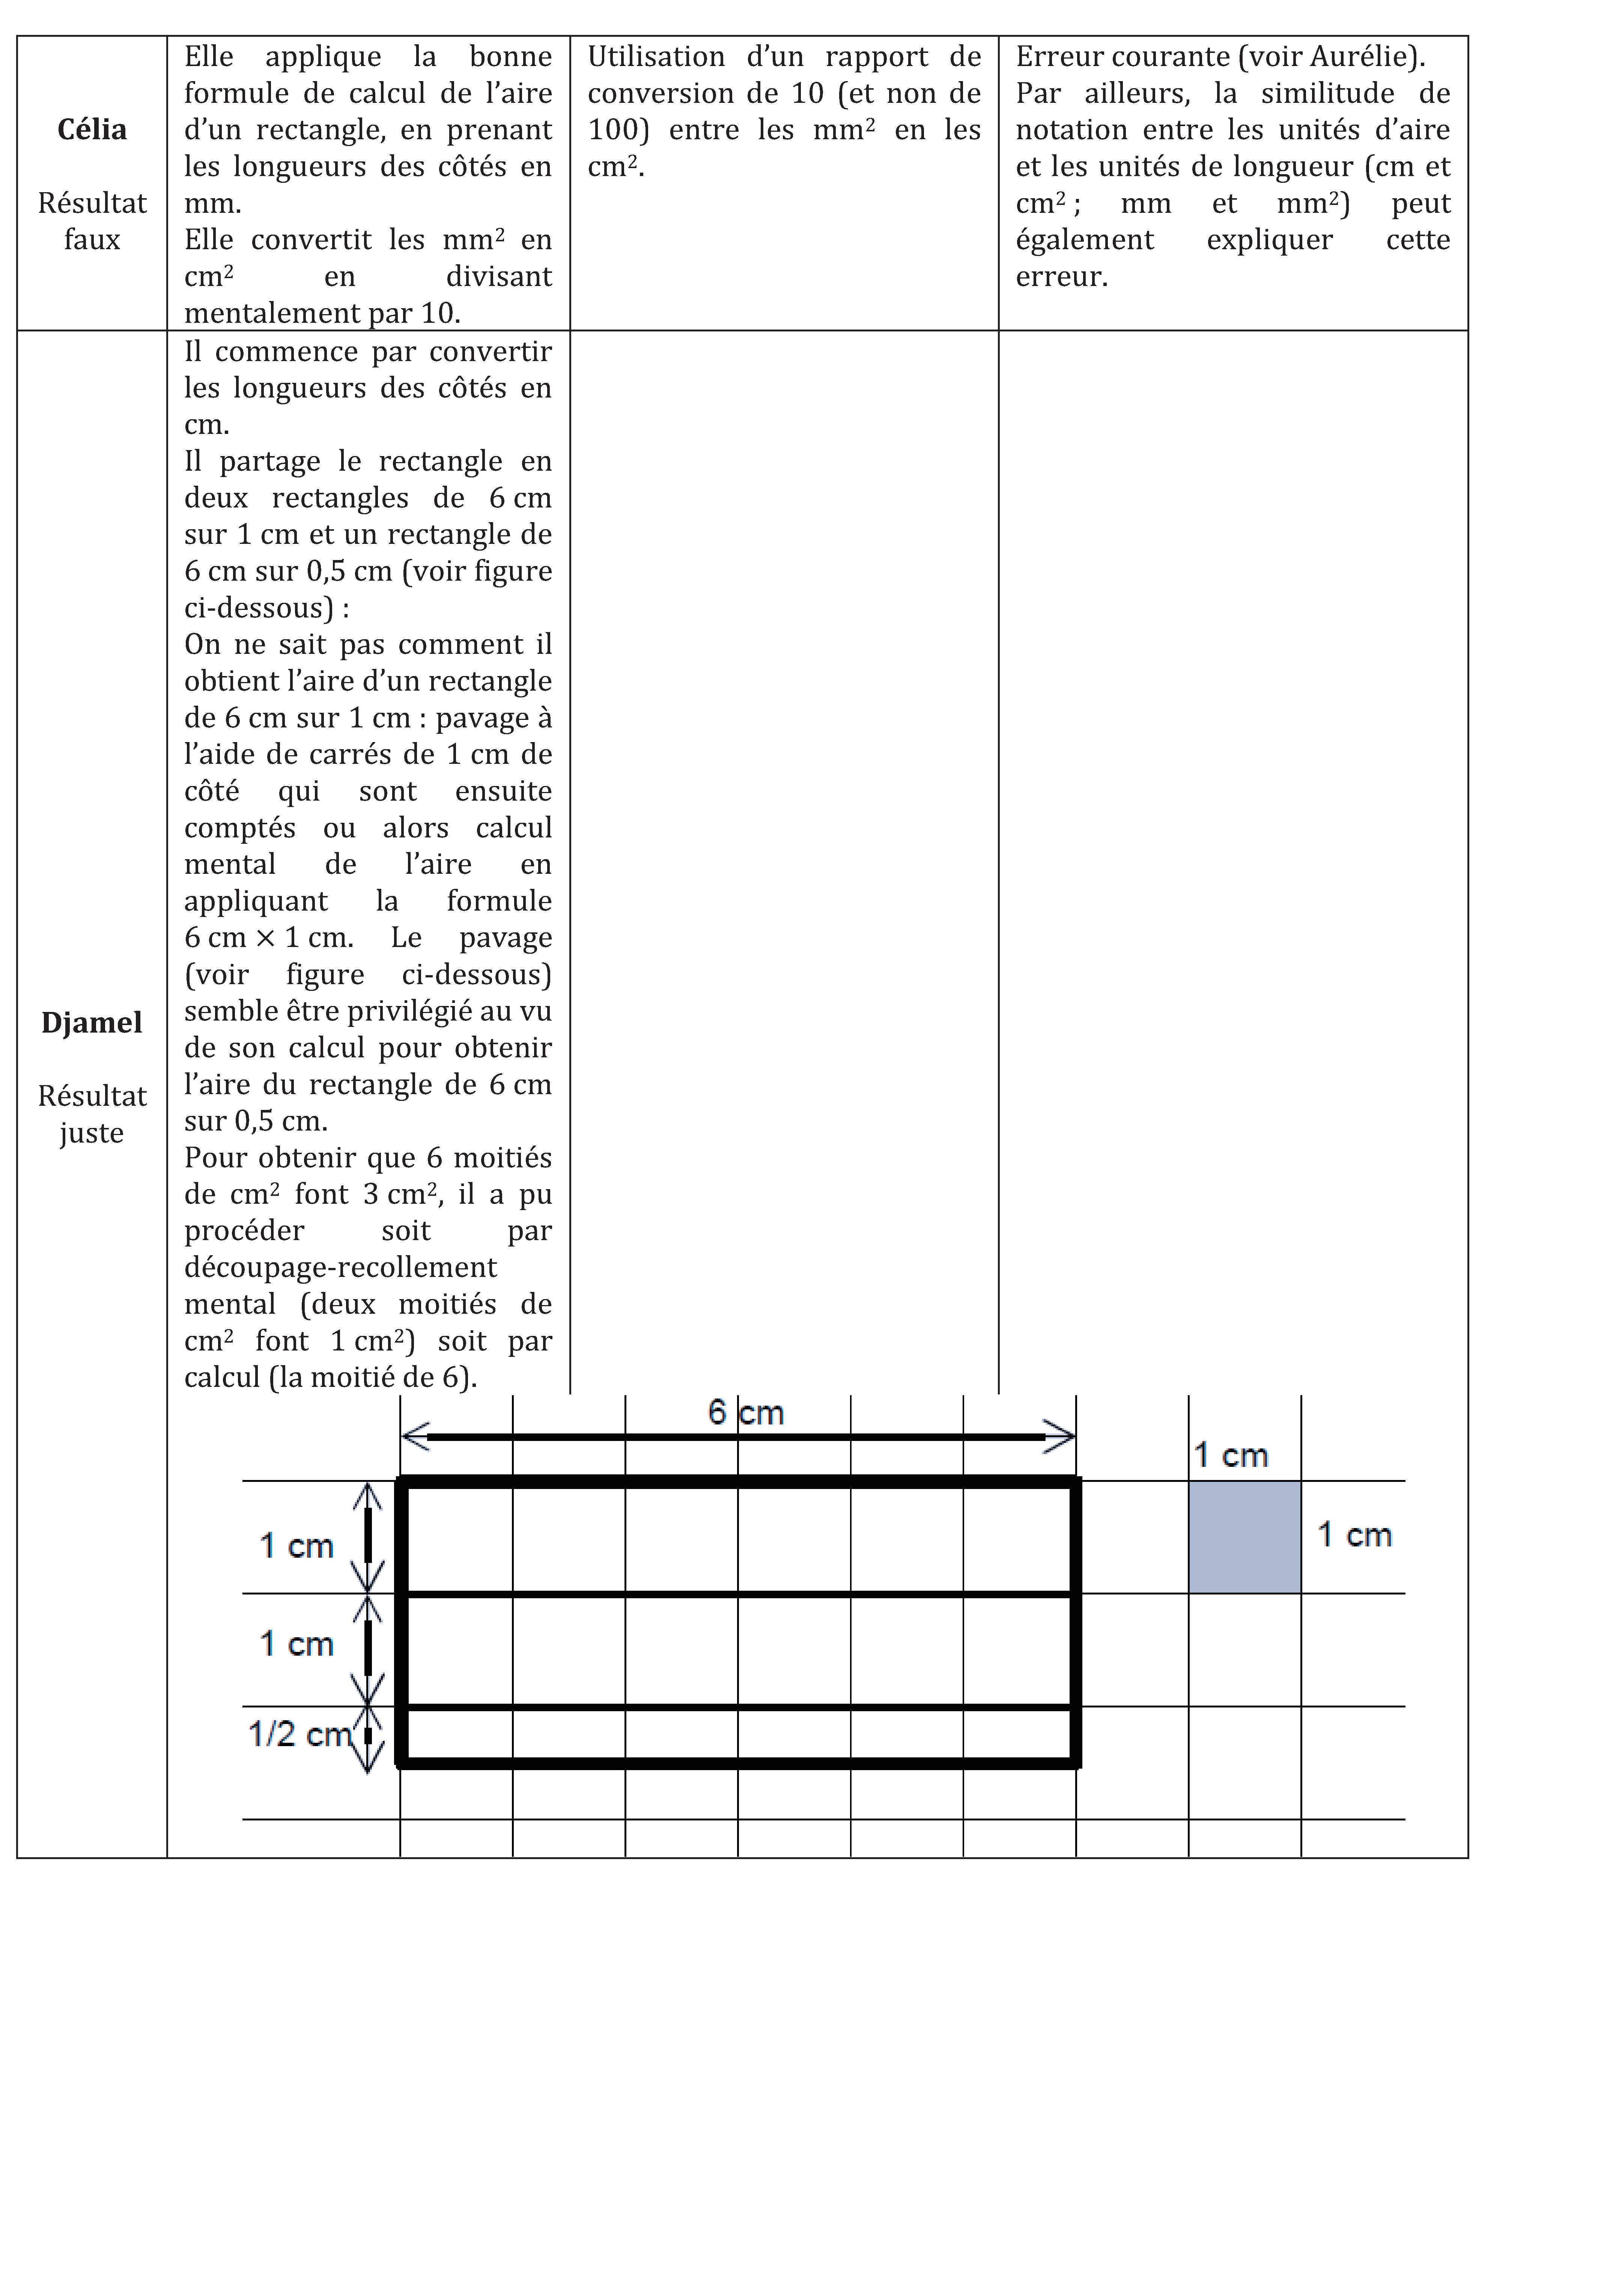 Célia
Résultat
faux
Elle applique la bonne
formule de calcul de l’aire
d’un rectangle, en prenant
les longueurs des côtés en
mm.
Elle convertit les mm² en
cm² en divisant
mentalement par 10.
Utilisation d’un rapport de
conversion de 10 (et non de
100) entre les mm² en les
cm².
Erreur courante (voir Aurélie).
Par ailleurs, la similitude de
notation entre les unités d’aire
et les unités de longueur (cm et
cm² ; mm et mm²) peut
également expliquer cette
erreur.
Djamel
Résultat
juste
Il commence par convertir
les longueurs des côtés en
cm.
Il partage le rectangle en
deux rectangles de 6 cm
sur 1 cm et un rectangle de
6 cm sur 0,5 cm (voir figure
ci-dessous) :
On ne sait pas comment il
obtient l’aire d’un rectangle
de 6 cm sur 1 cm : pavage à
l’aide de carrés de 1 cm de
côté qui sont ensuite
comptés ou alors calcul
mental de l’aire en
appliquant la formule
6 cm × 1 cm. Le pavage
(voir figure ci-dessous)
semble être privilégié au vu
de son calcul pour obtenir
l’aire du rectangle de 6 cm
sur 0,5 cm.
Pour obtenir que 6 moitiés
de cm² font 3 cm², il a pu
procéder soit par
découpage-recollement
mental (deux moitiés de
cm² font 1 cm²) soit par
calcul (la moitié de 6).
6 cm
1 cm
1 cm
1 cm
1 cm
1/2 cm